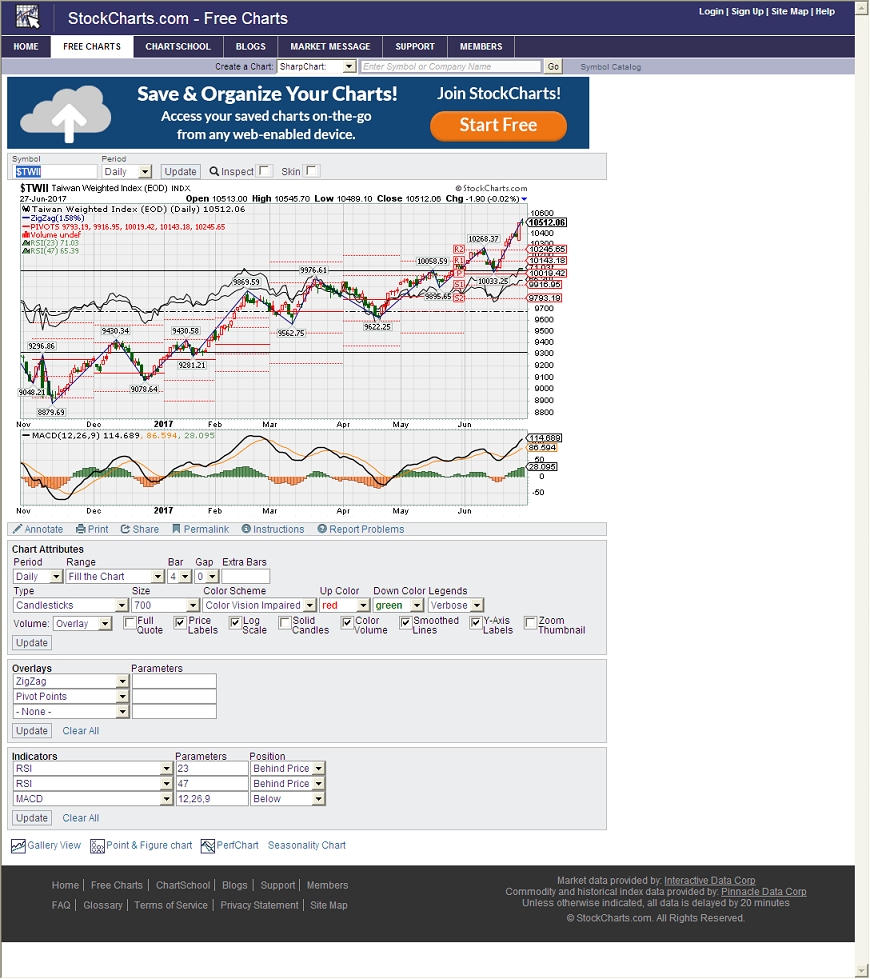 StockCharts.com - Free Charts
Login | Sign Up | Site Map | Help
HOME FREE CHARTS CHARTSCHOOL BLOGS MARKET MESSAGE SUPPORT MEMBERS
Create a Chart: SharpChart: Enter Symbol or Company Name Go Symbol Catalog
Save & Organize Your Charts!
Access your saved charts on-the-go
from any web-enabled device.
Join StockCharts!
Start Free
Symbol Period
$TWII Daily Update Inspect Skin
$TWII Taiwan Weighted Index (EOD) INDX © StockCharts.com
27-Jun-2017 Open 10513.00 High 10545.70 Low 10489.10 Close 10512.06 Chg -1.90 (-0.02%)
Taiwan Weighted Index (EOD) (Daily) 10512.06
ZigZag(1.58%)
PIVOTS 9793.19, 9916.95, 10019.42, 10143.18, 10245.65
Volume undef
RSI(23) 71.03
RSI(47) 65.39
10600
10512.06
10400
10300
10268.37
R2 10245.65
10058.59 R1 10143.18
9976.61 P 10019.42
9869.59 10033.25 S1 9916.95
9895.65 S2 9793.19
9700
9622.25 9600
9430.34 9430.58 9562.75 9500
9400
9296.86 9300
9281.21 9200
9048.21 9078.64 9100
9000
8900
8879.69 8800
Nov Dec 2017 Feb Mar Apr May Jun
MACD(12,26,9) 114.689, 86.594, 28.095
114.689
86.594
50
28.095
0
-50
Nov Dec 2017 Feb Mar Apr May Jun
Annotate Print Share Permalink Instructions Report Problems
Chart Attributes
Period Range Bar Gap Extra Bars
Daily Fill the Chart 4 0
Type Size Color Scheme Up Color Down Color Legends
Candlesticks 700 Color Vision Impaired red green Verbose
Volume: Overlay Full Quote Price Labels Log Scale Solid Candles Color Volume Smoothed Lines Y-Axis Labels Zoom Thumbnail
Update
Overlays Parameters
ZigZag
Pivot Points
- None -
Update Clear All
Indicators Parameters Position
RSI 23 Behind Price
RSI 47 Behind Price
MACD 12,26,9 Below
Update Clear All
Gallery View Point & Figure chart PerfChart Seasonality Chart
Home | Free Charts | ChartSchool | Blogs | Support | Members
FAQ | Glossary | Terms of Service | Privacy Statement | Site Map
Market data provided by: Interactive Data Corp
Commodity and historical index data provided by: Pinnacle Data Corp
Unless otherwise indicated, all data is delayed by 20 minutes
© StockCharts.com. All Rights Reserved.